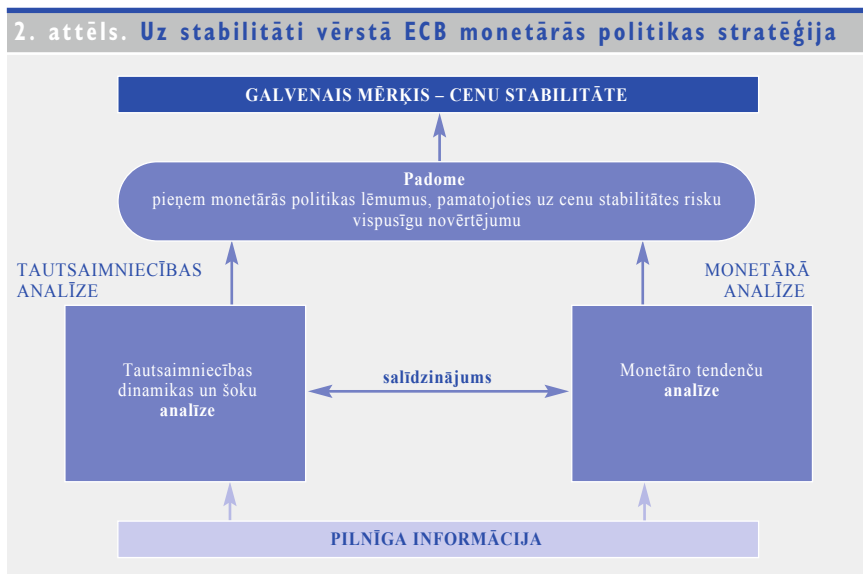 2. attēls. Uz stabilitāti vērstā ECB monetārās politikas stratēģija
GALVENAIS MĒRĶIS – CENU STABILITĀTE
Padome
pieņem monetārās politikas lēmumus, pamatojoties uz cenu stabilitātes risku
vispusīgu novērtējumu
TAUTSAIMNIECĪBAS
ANALĪZE
MONETĀRĀ
ANALĪZE
Tautsaimniecības
dinamikas un šoku
analīze
salīdzinājums
Monetāro tendenču
analīze
PILNĪGA INFORMĀCIJA